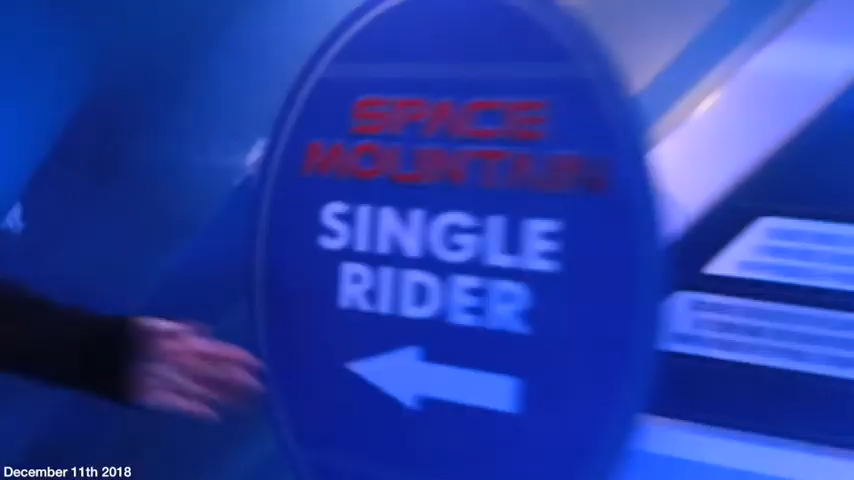 SPACE
MOUNTAIN
SINGLE
RIDER
December 11th 2018